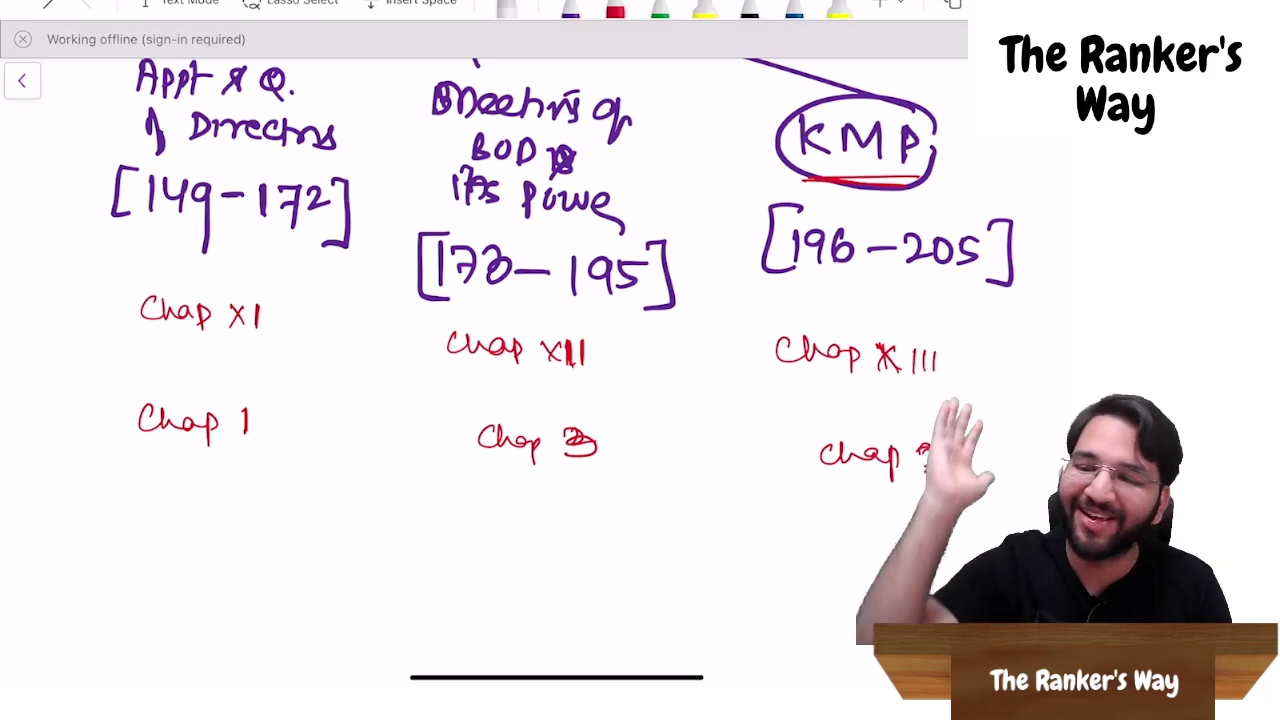 Text Mode
Lasso Select
Insert Space
Working offline (sign-in required)
The Ranker's
Way
Appt & Q.
of Directors
[149-172]
Chap XI
Chap 1
Meetings of
BOD &
its Power
[173-195]
Chap XII
Chap 3
KMP
[196-205]
Chap XIII
Chap
The Ranker's Way